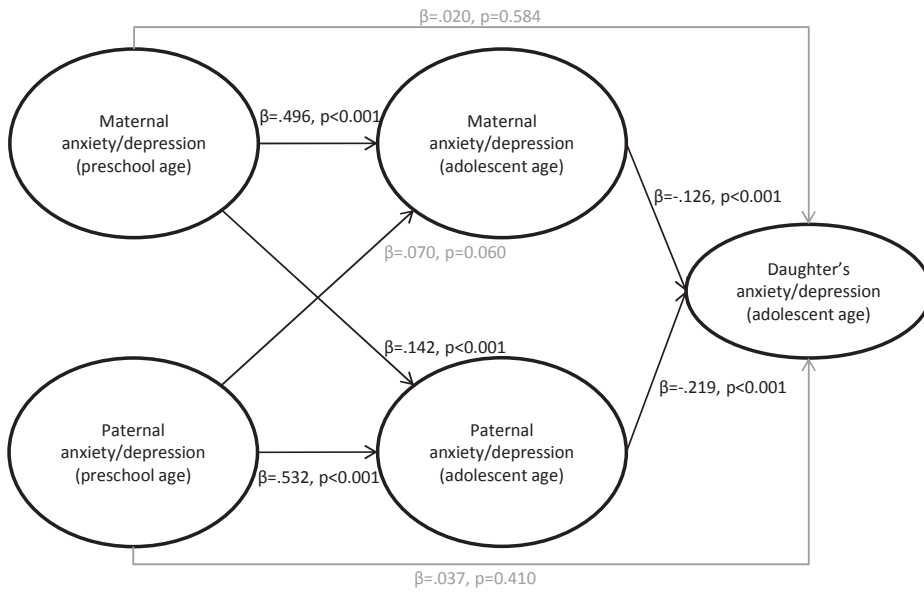 β=.020, p=0.584
Maternal
anxiety/depression
(preschool age)
β=.496, p<0.001
Maternal
anxiety/depression
(adolescent age)
β=-.126, p<0.001
β=.070, p=0.060
Daughter's
anxiety/depression
(adolescent age)
β=.142, p<0.001
β=-.219, p<0.001
Paternal
anxiety/depression
(preschool age)
β=.532, p<0.001
Paternal
anxiety/depression
(adolescent age)
β=.037, p=0.410